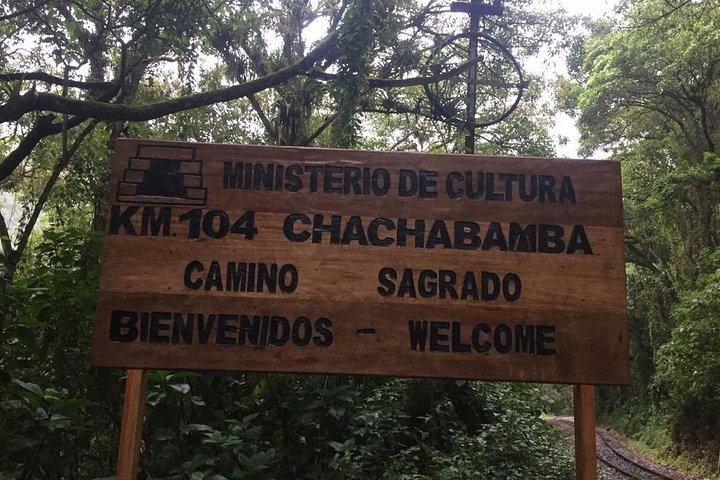 MINISTERIO DE CULTURA
KM. 104 CHACHABAMBA
CAMINO SAGRADO
BIENVENIDOS - WELCOME